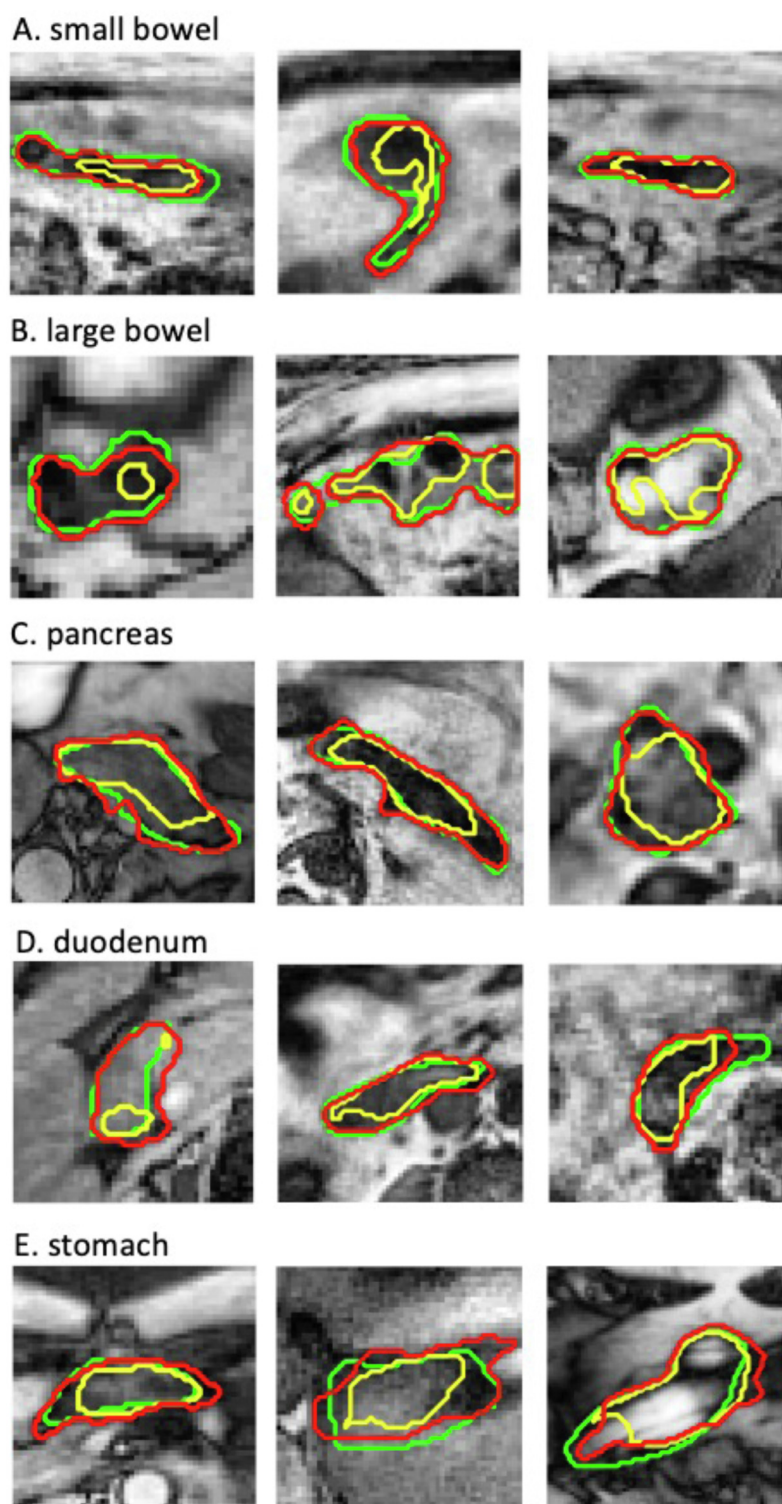 A. small bowel
B. large bowel
C. pancreas
D. duodenum
E. stomach